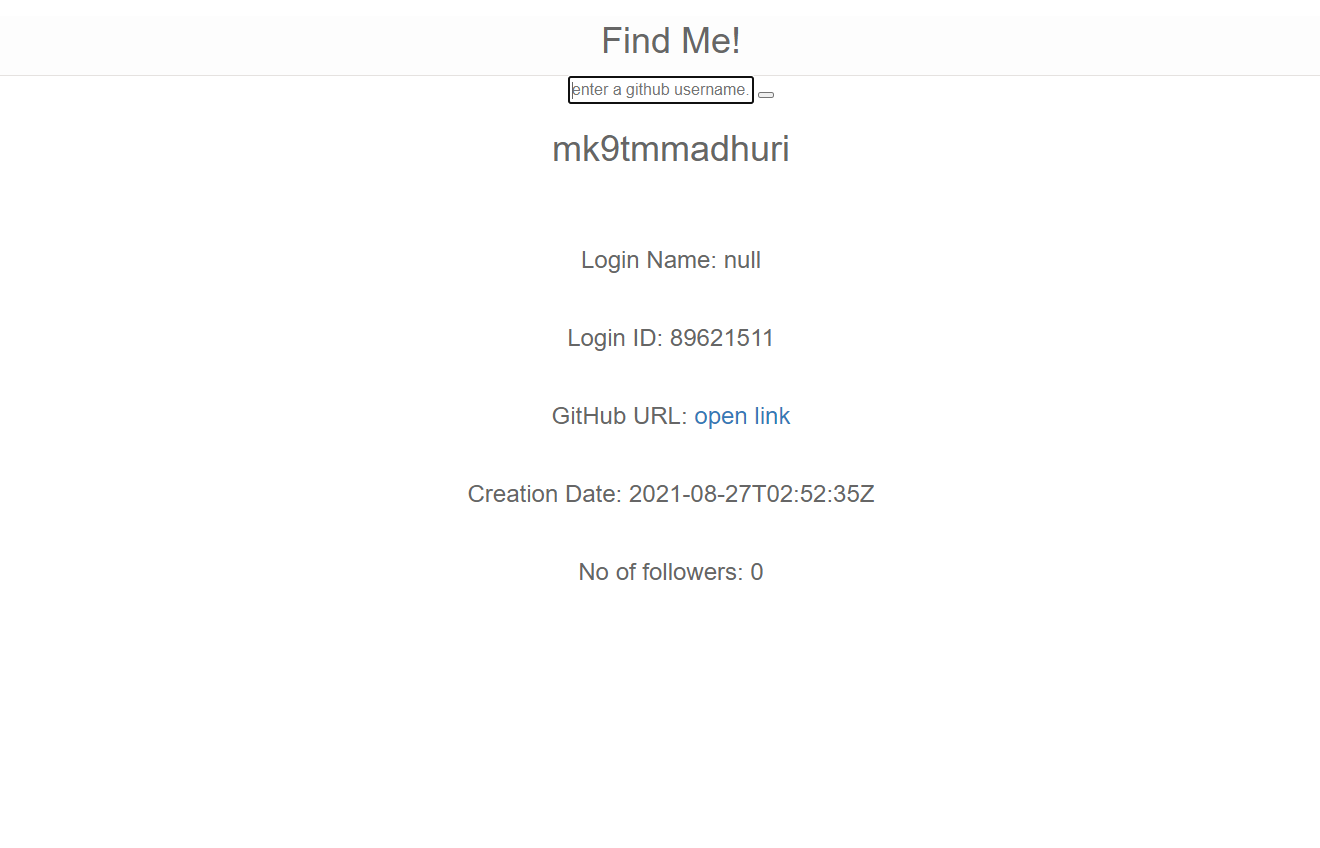 Find Me!
enter a github username.
mk9tmmadhuri
Login Name: null
Login ID: 89621511
GitHub URL: open link
Creation Date: 2021-08-27T02:52:35Z
No of followers: 0